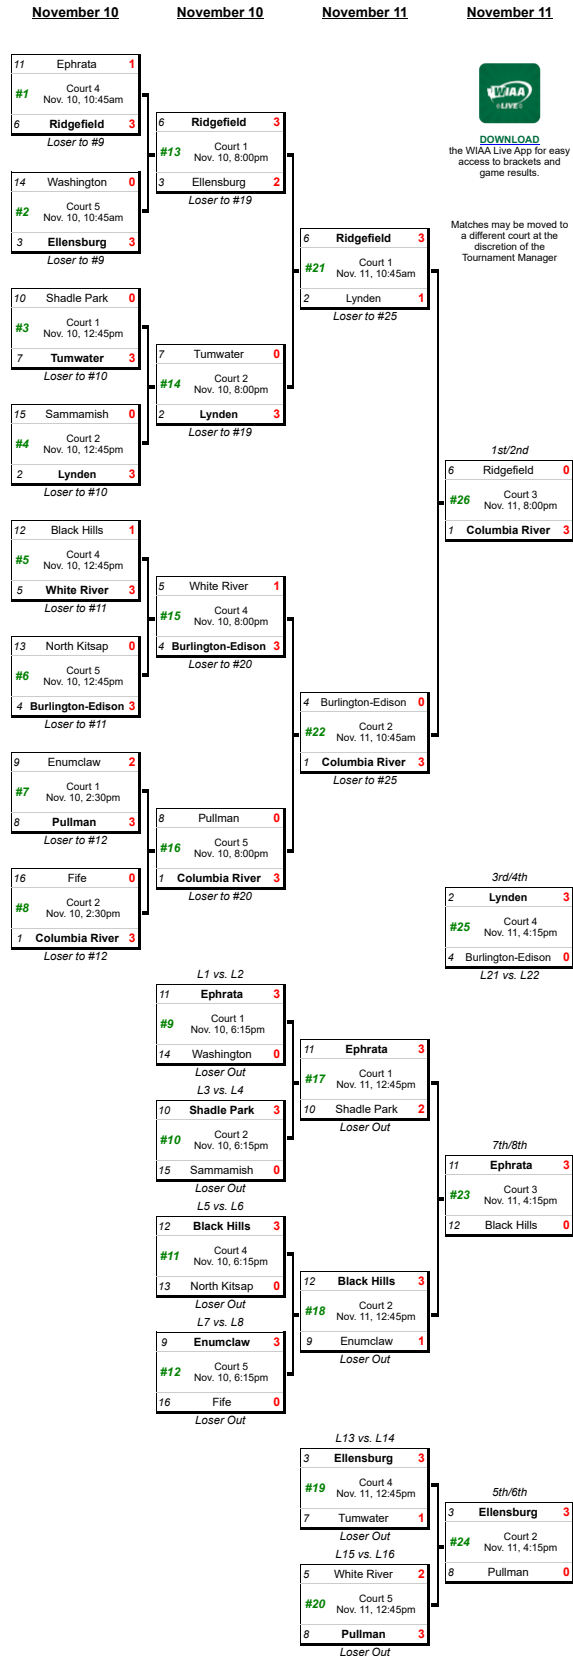 November 10
November 10
November 11
November 11
11 Ephrata 1
#1 Court 4
Nov. 10, 10:45am
6 Ridgefield 3
Loser to #9
14 Washington 0
#2 Court 5
Nov. 10, 10:45am
3 Ellensburg 3
Loser to #9
10 Shadle Park 0
#3 Court 1
Nov. 10, 12:45pm
7 Tumwater 3
Loser to #10
15 Sammamish 0
#4 Court 2
Nov. 10, 12:45pm
2 Lynden 3
Loser to #10
12 Black Hills 1
#5 Court 4
Nov. 10, 12:45pm
5 White River 3
Loser to #11
13 North Kitsap 0
#6 Court 5
Nov. 10, 12:45pm
4 Burlington-Edison 3
Loser to #11
9 Enumclaw 2
#7 Court 1
Nov. 10, 2:30pm
8 Pullman 3
Loser to #12
16 Fife 0
#8 Court 2
Nov. 10, 2:30pm
1 Columbia River 3
Loser to #12
6 Ridgefield 3
#13 Court 1
Nov. 10, 8:00pm
3 Ellensburg 2
Loser to #19
7 Tumwater 0
#14 Court 2
Nov. 10, 8:00pm
2 Lynden 3
Loser to #19
5 White River 1
#15 Court 4
Nov. 10, 8:00pm
4 Burlington-Edison 3
Loser to #20
8 Pullman 0
#16 Court 5
Nov. 10, 8:00pm
1 Columbia River 3
Loser to #20
L1 vs. L2
11 Ephrata 3
#9 Court 1
Nov. 10, 6:15pm
14 Washington 0
Loser Out
L3 vs. L4
10 Shadle Park 3
#10 Court 2
Nov. 10, 6:15pm
15 Sammamish 0
Loser Out
L5 vs. L6
12 Black Hills 3
#11 Court 4
Nov. 10, 6:15pm
13 North Kitsap 0
Loser Out
L7 vs. L8
9 Enumclaw 3
#12 Court 5
Nov. 10, 6:15pm
16 Fife 0
Loser Out
6 Ridgefield 3
#21 Court 1
Nov. 11, 10:45am
2 Lynden 1
Loser to #25
4 Burlington-Edison 0
#22 Court 2
Nov. 11, 10:45am
1 Columbia River 3
Loser to #25
11 Ephrata 3
#17 Court 1
Nov. 11, 12:45pm
10 Shadle Park 2
Loser Out
12 Black Hills 3
#18 Court 2
Nov. 11, 12:45pm
9 Enumclaw 1
Loser Out
L13 vs. L14
3 Ellensburg 3
#19 Court 4
Nov. 11, 12:45pm
7 Tumwater 1
Loser Out
L15 vs. L16
5 White River 2
#20 Court 5
Nov. 11, 12:45pm
8 Pullman 3
Loser Out
WIAA
LIVE
DOWNLOAD
the WIAA Live App for easy
access to brackets and
game results.
Matches may be moved to
a different court at the
discretion of the
Tournament Manager
1st/2nd
6 Ridgefield 0
#26 Court 3
Nov. 11, 8:00pm
1 Columbia River 3
3rd/4th
2 Lynden 3
#25 Court 4
Nov. 11, 4:15pm
4 Burlington-Edison 0
L21 vs. L22
7th/8th
11 Ephrata 3
#23 Court 3
Nov. 11, 4:15pm
12 Black Hills 0
5th/6th
3 Ellensburg 3
#24 Court 2
Nov. 11, 4:15pm
8 Pullman 0